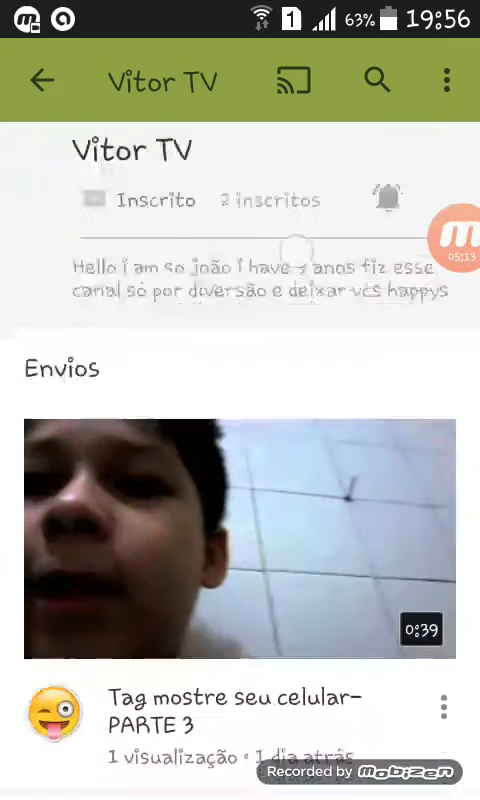 63% 19:56
Vitor TV
Vitor TV
Inscrito 2 inscritos
05:13
Hello i am so joão i have anos fiz esse
canal só por diversão e deixar vcs happys
Envios
0:39
Tag mostre seu celular-
PARTE 3
1 visualização • 1 dia atrás
Recorded by mobizen